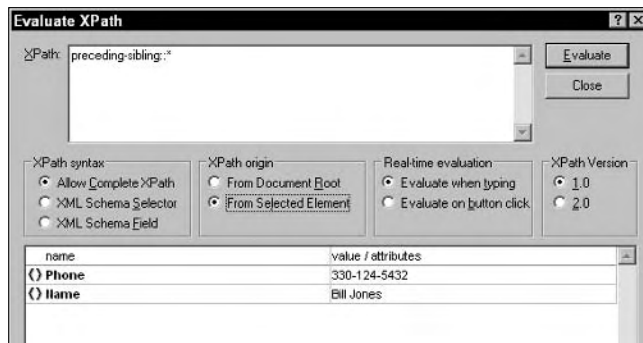 Evaluate XPath
XPath: preceding-sibling::* Evaluate
Close
XPath syntax XPath origin Real-time evaluation XPath Version
Allow Complete XPath From Document Root Evaluate when typing 1.0
XML Schema Selector From Selected Element Evaluate on button click 2.0
XML Schema Field
name value / attributes
() Phone 330-124-5432
() Name Bill Jones